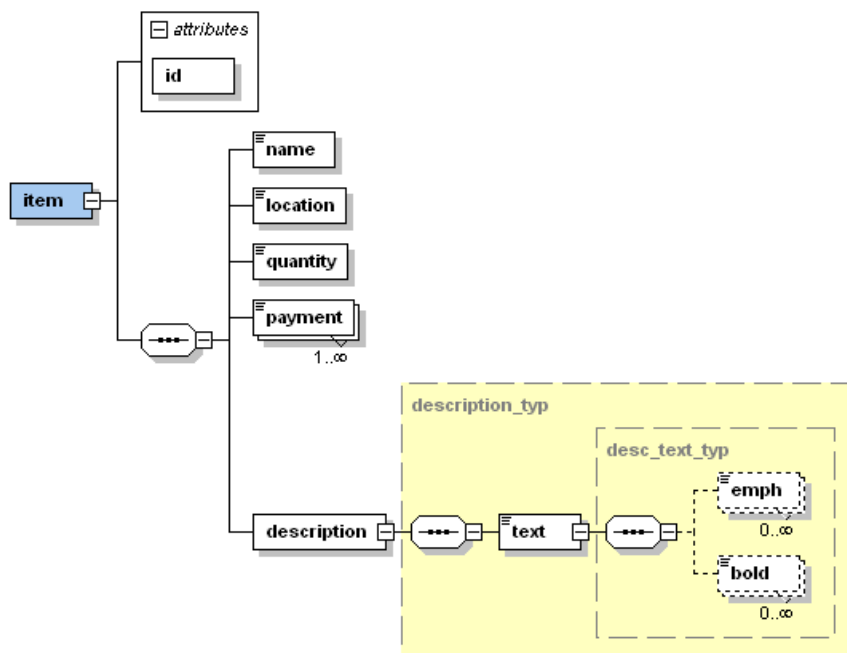 attributes
id
name
item
location
quantity
payment
1..∞
description_typ
desc_text_typ
emph
0..∞
description
text
bold
0..∞